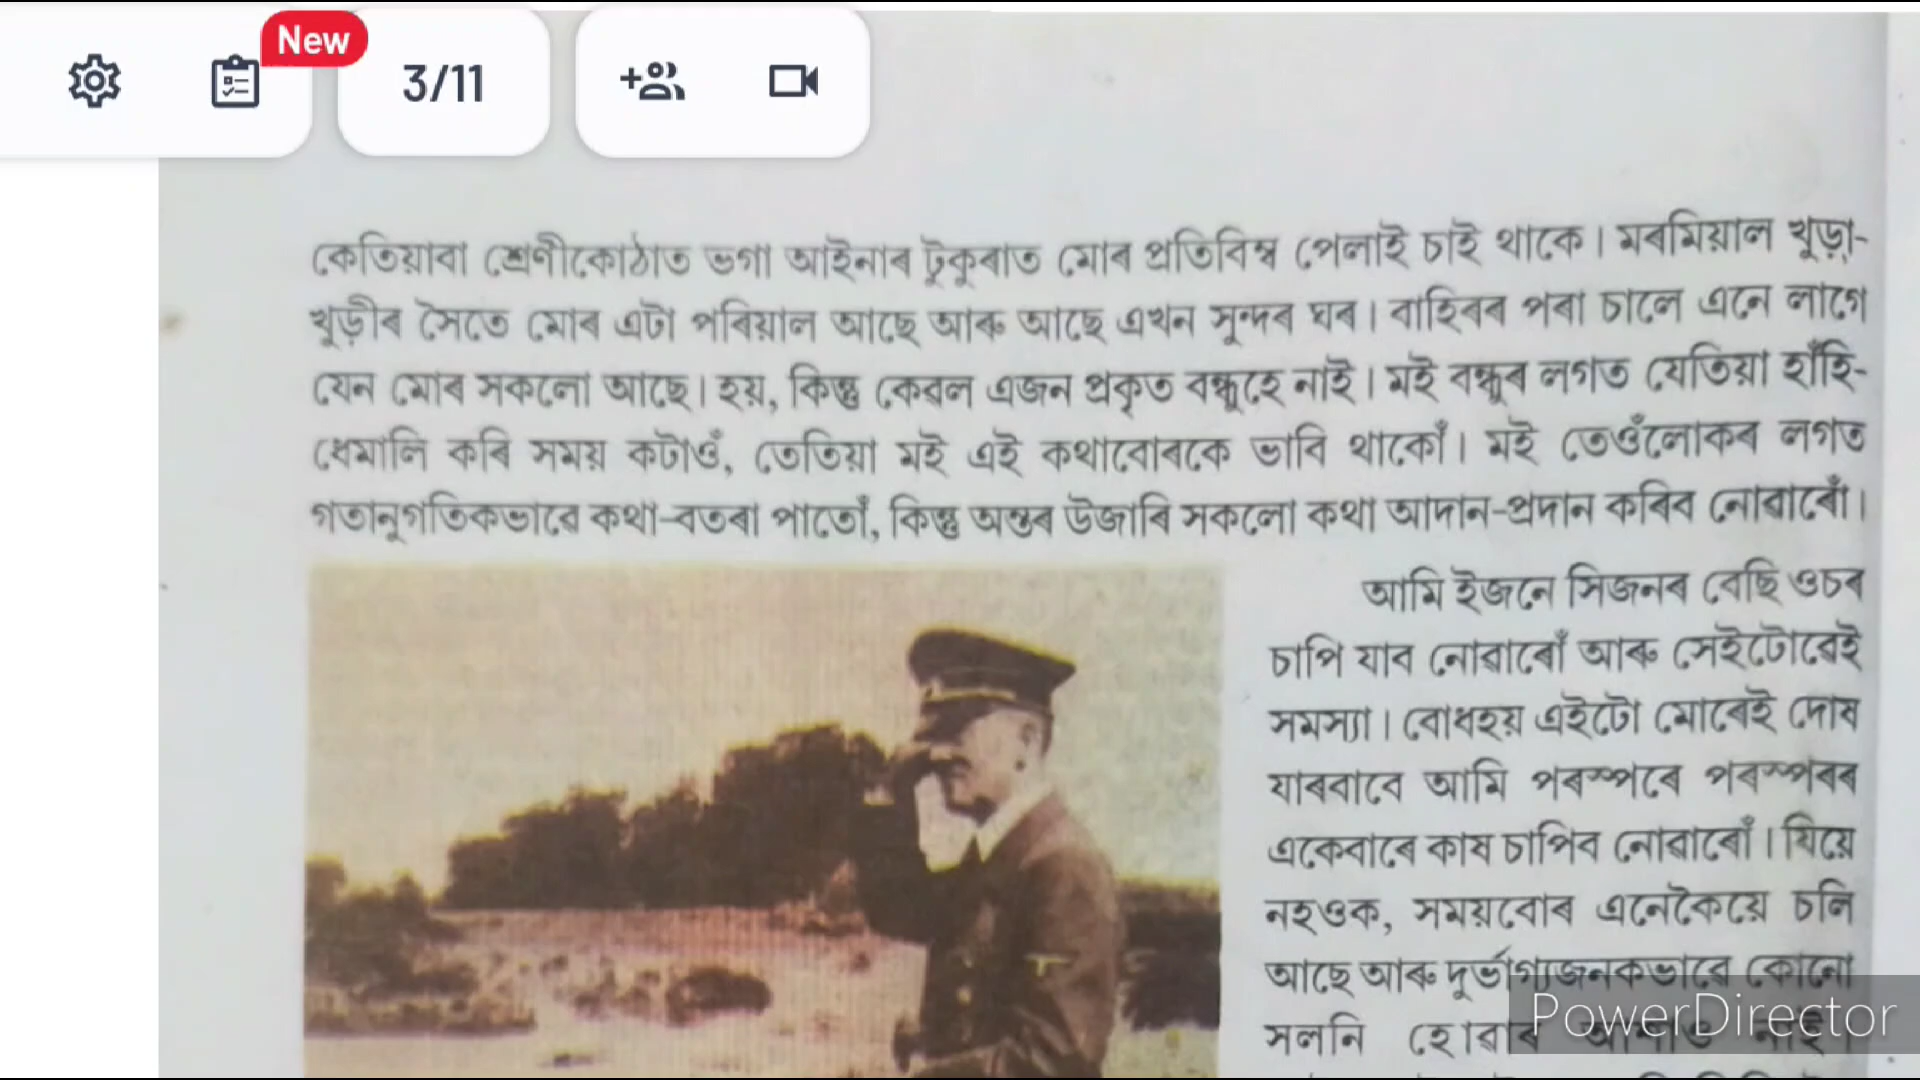 New
3/11
কেতিয়াবা শ্ৰেণীকোঠাত ভগা আইনাৰ টুকুৰাত মোৰ প্ৰতিবিম্ব পেলাই চাই থাকে। মৰমিয়াল খুড়া-
খুড়ীৰ সৈতে মোৰ এটা পৰিয়াল আছে আৰু আছে এখন সুন্দৰ ঘৰ। বাহিৰৰ পৰা চালে এনে লাগে
যেন মোৰ সকলো আছে। হয়, কিন্তু কেৱল এজন প্ৰকৃত বন্ধুহে নাই। মই বন্ধুৰ লগত যেতিয়া হাঁহি-
ধেমালি কৰি সময় কটাওঁ, তেতিয়া মই এই কথাবোৰকে ভাবি থাকোঁ। মই তেওঁলোকৰ লগত
গতানুগতিকভাৱে কথা-বতৰা পাতোঁ, কিন্তু অন্তৰ উজাৰি সকলো কথা আদান-প্ৰদান কৰিব নোৱাৰোঁ।
আমি ইজনে সিজনৰ বেছি ওচৰ
চাপি যাব নোৱাৰোঁ আৰু সেইটোৱেই
সমস্যা। বোধহয় এইটো মোৰেই দোষ
যাৰবাবে আমি পৰস্পৰে পৰস্পৰৰ
একেবাৰে কাষ চাপিব নোৱাৰোঁ। যিয়ে
নহওক, সময়বোৰ এনেকৈয়ে চলি
আছে আৰু দুৰ্ভাগ্যজনকভাৱে কোনো
সলনি হোৱাৰ আশাও নাই।
PowerDirector